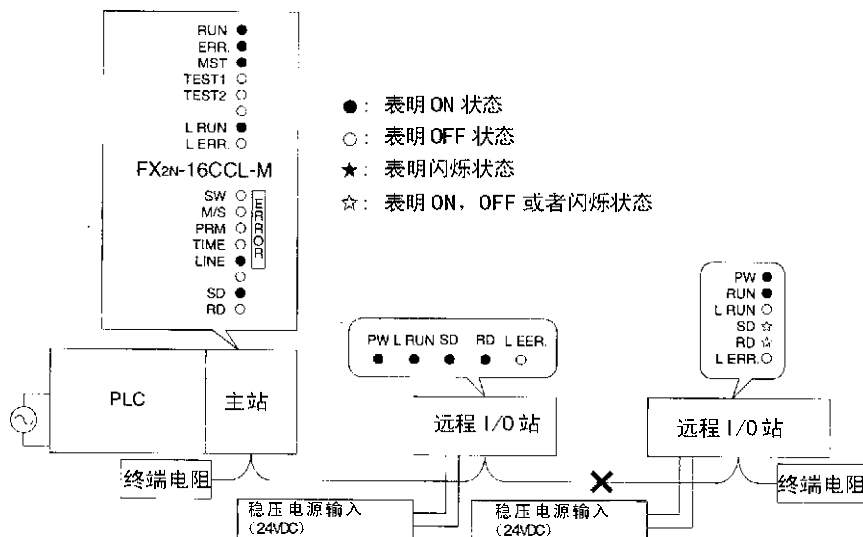 RUN
ERR.
MST
TEST1
TEST2
L RUN
L ERR.
FX2N-16CCL-M
SW
M/S
PRM
TIME
LINE
ERROR
SD
RD
●： 表明 ON 状态
○： 表明 OFF 状态
★： 表明闪烁状态
☆： 表明 ON，OFF 或者闪烁状态
PW L RUN SD RD L EER.
PW
RUN
L RUN
SD
RD
L ERR.
PLC
主站
远程 I/O 站
远程 I/O 站
终端电阻
终端电阻
稳压电源输入
(24VDC)
稳压电源输入
(24VDC)